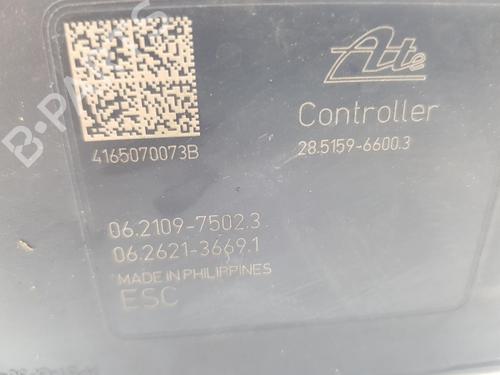 Ate
Controller
4165070073B
28.5159-6600.3
06.2109-7502.3
06.2621-3669.1
MADE IN PHILIPPINES
ESC
B-PARTS